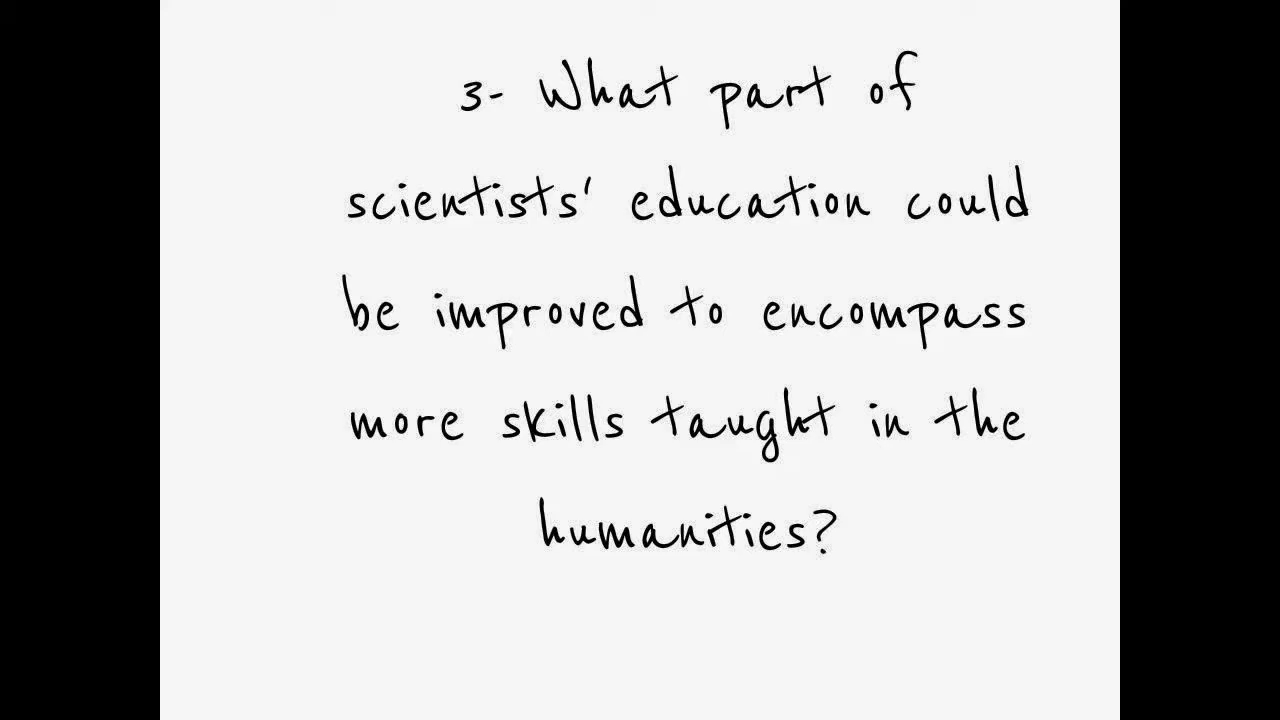 3- What part of
scientists' education could
be improved to encompass
more skills taught in the
humanities?